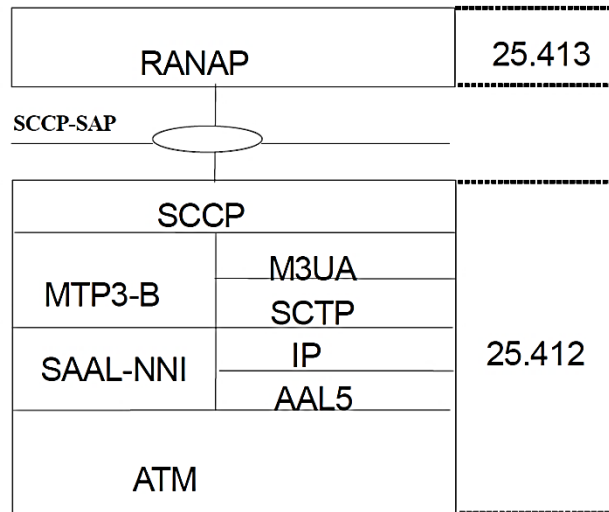 RANAP
25.413
SCCP-SAP
SCCP
M3UA
MTP3-B
SCTP
IP
SAAL-NNI
25.412
AAL5
ATM